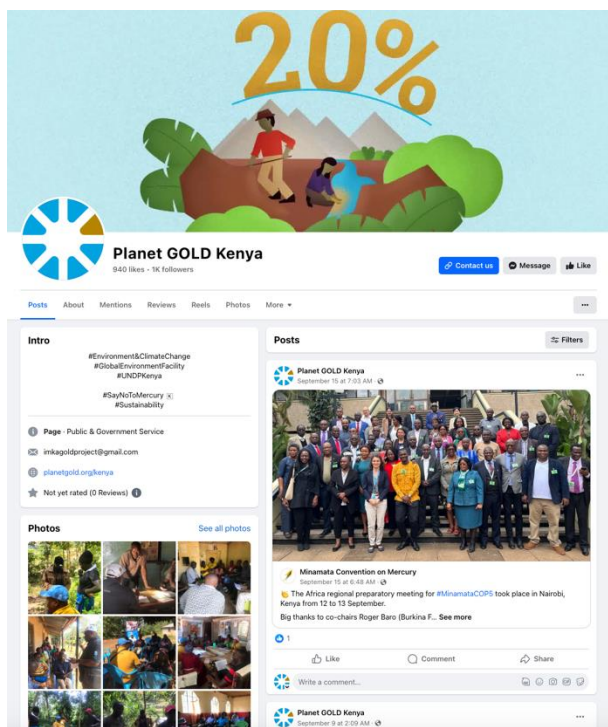 20%
Planet GOLD Kenya
940 likes • 1K followers
Contact us
Message
Like
Posts
About
Mentions
Reviews
Reels
Photos
More
Intro
#Environment&ClimateChange
#GlobalEnvironmentFacility
#UNDPKenya
#SayNoToMercury
#Sustainability
Page · Public & Government Service
imkagoldproject@gmail.com
planetgold.org/kenya
Not yet rated (0 Reviews)
Photos
See all photos
Posts
Filters
Planet GOLD Kenya
September 15 at 7:03 AM ·
Minamata Convention on Mercury
September 15 at 6:48 AM ·
The Africa regional preparatory meeting for #MinamataCOP5 took place in Nairobi,
Kenya from 12 to 13 September.
Big thanks to co-chairs Roger Baro (Burkina F... See more
1
Like
Comment
Share
Write a comment...
Planet GOLD Kenya
September 9 at 2:09 AM ·